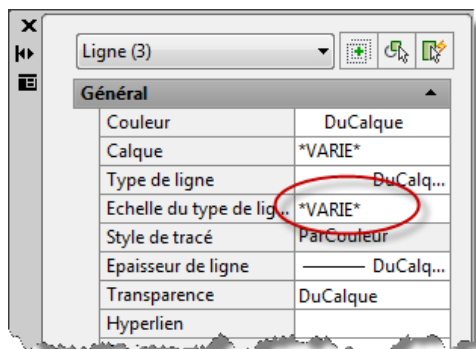 Ligne (3)
Général
Couleur DuCalque
Calque *VARIE*
Type de ligne DuCalq...
Echelle du type de lig... *VARIE*
Style de tracé ParCouleur
Epaisseur de ligne DuCalq...
Transparence DuCalque
Hyperlien